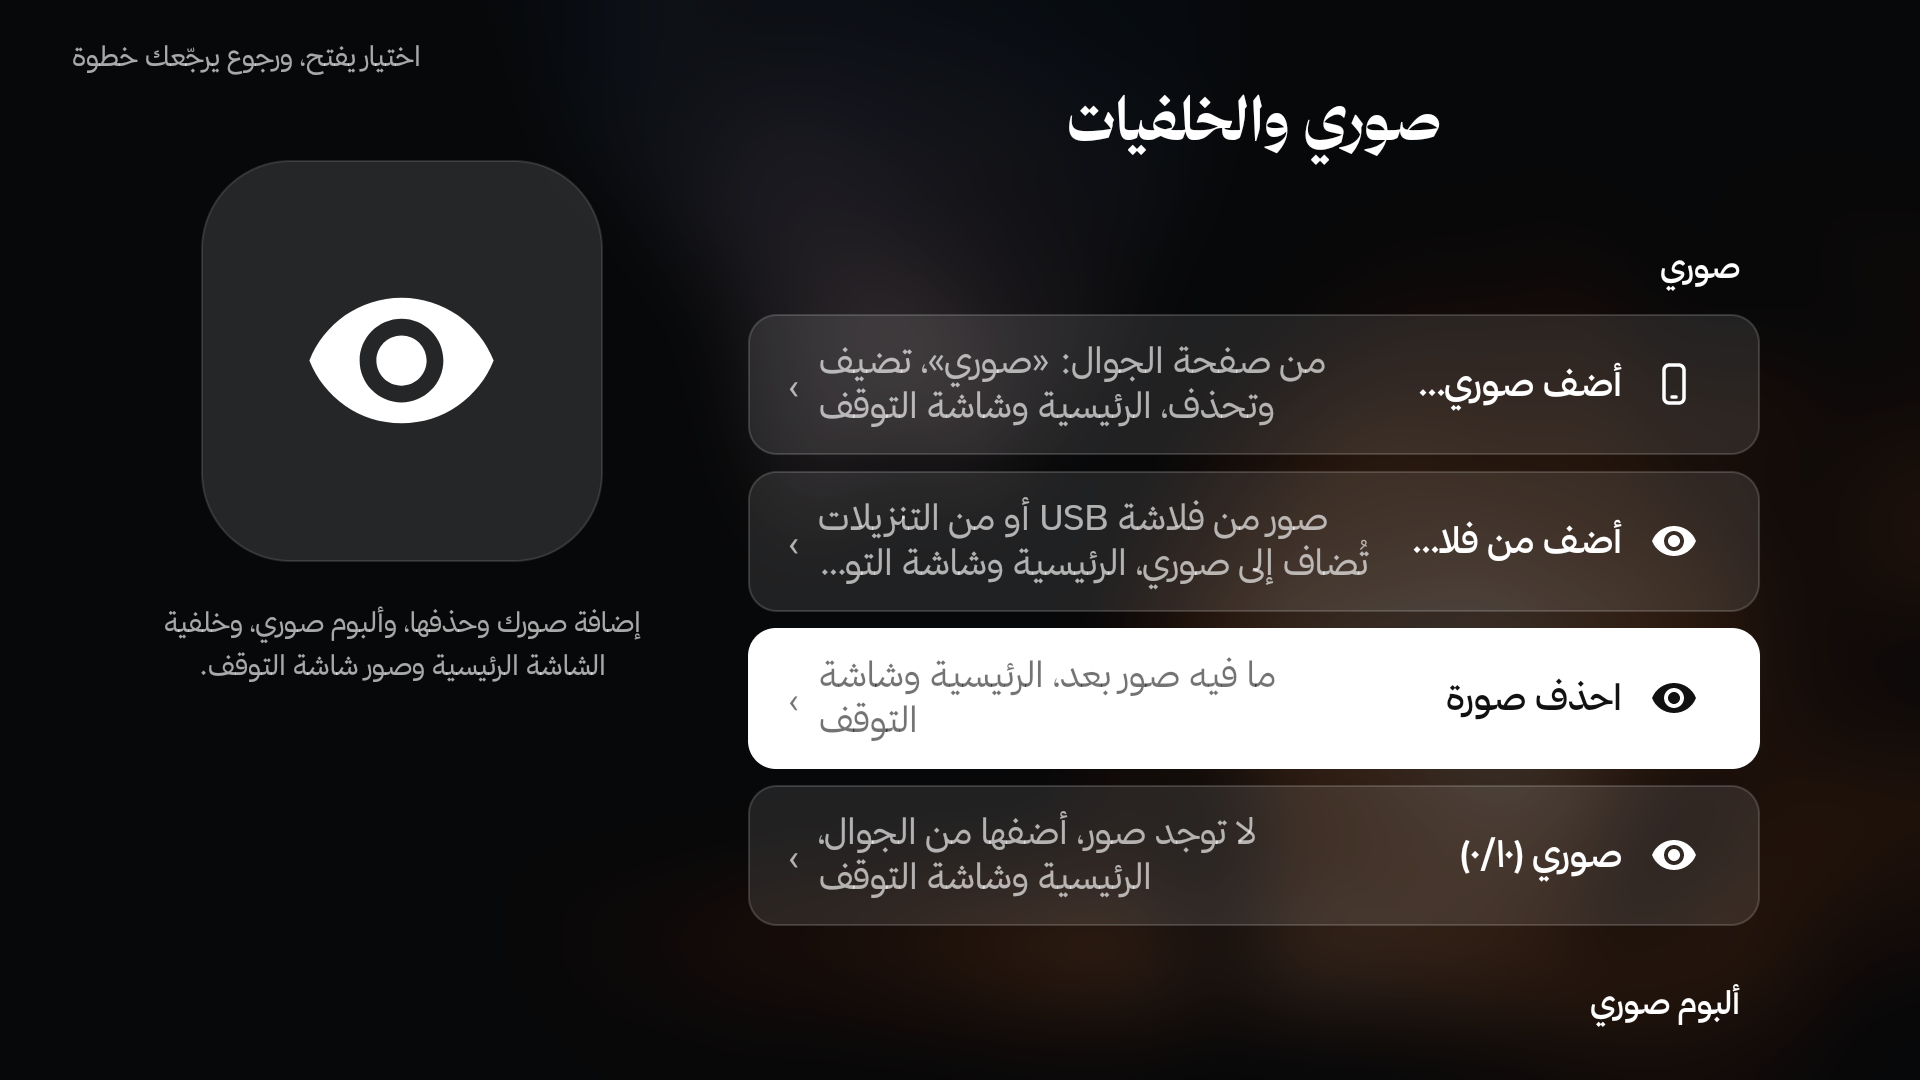 اختيار يفتح، ورجوع يرجّعك خطوة
صوري والخلفيات
صوري
أضف صوري...
من صفحة الجوال: «صوري»، تضيف
وتحذف، الرئيسية وشاشة التوقف
أضف من فلا...
صور من فلاشة USB أو من التنزيلات
تُضاف إلى صوري، الرئيسية وشاشة التو...
احذف صورة
ما فيه صور بعد، الرئيسية وشاشة
التوقف
صوري (٠/١٠)
لا توجد صور، أضفها من الجوال،
الرئيسية وشاشة التوقف
ألبوم صوري
إضافة صورك وحذفها، وألبوم صوري، وخلفية
الشاشة الرئيسية وصور شاشة التوقف.